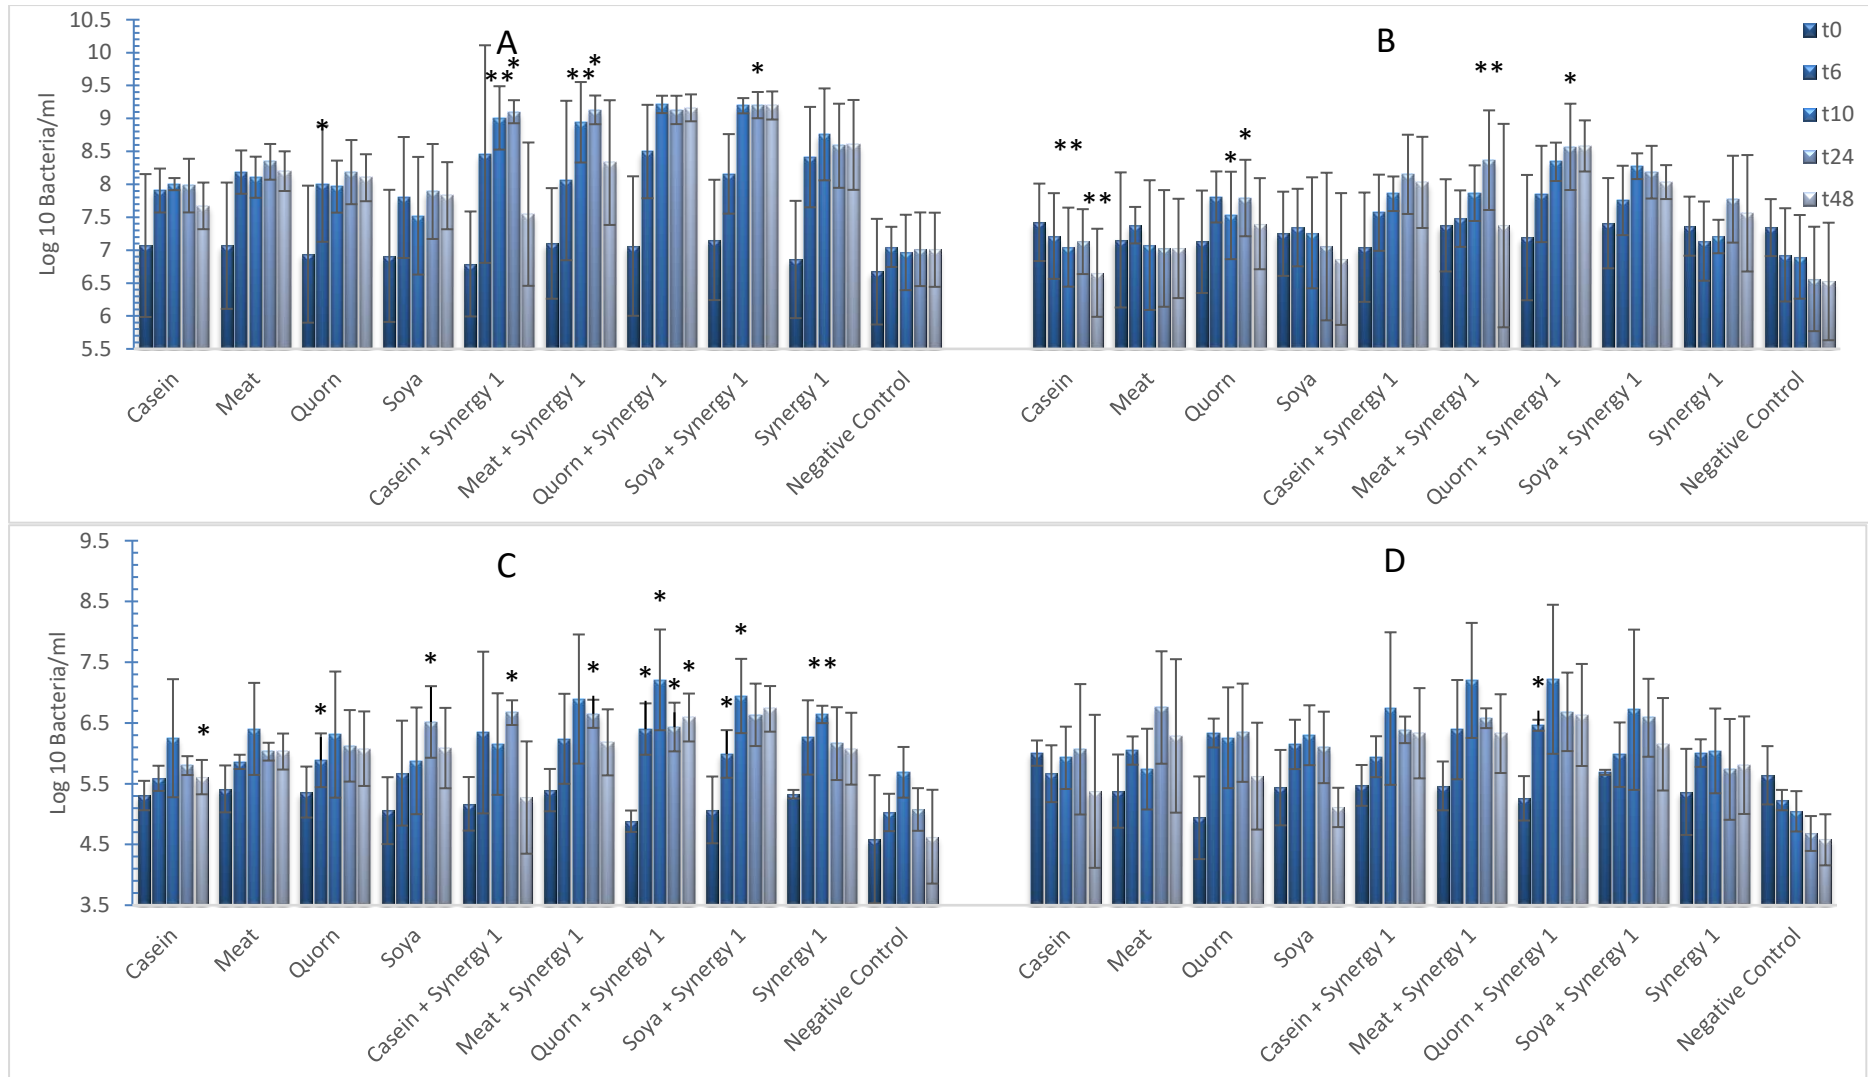 A
B
Log 10 Bacteria/ml
10.5
10
9.5
9
8.5
8
7.5
7
6.5
6
5.5
*
**
*
**
*
*
**
**
*
*
**
*
t0
t6
t10
t24
t48
Casein
Meat
Quorn
Soya
Casein + Synergy 1
Meat + Synergy 1
Quorn + Synergy 1
Soya + Synergy 1
Synergy 1
Negative Control
Casein
Meat
Quorn
Soya
Casein + Synergy 1
Meat + Synergy 1
Quorn + Synergy 1
Soya + Synergy 1
Synergy 1
Negative Control
C
D
Log 10 Bacteria/ml
9.5
8.5
7.5
6.5
5.5
4.5
3.5
*
*
*
*
*
*
*
*
*
*
*
**
*
Casein
Meat
Quorn
Soya
Casein + Synergy 1
Meat + Synergy 1
Quorn + Synergy 1
Soya + Synergy 1
Synergy 1
Negative Control
Casein
Meat
Quorn
Soya
Casein + Synergy 1
Meat + Synergy 1
Quorn + Synergy 1
Soya + Synergy 1
Synergy 1
Negative Control